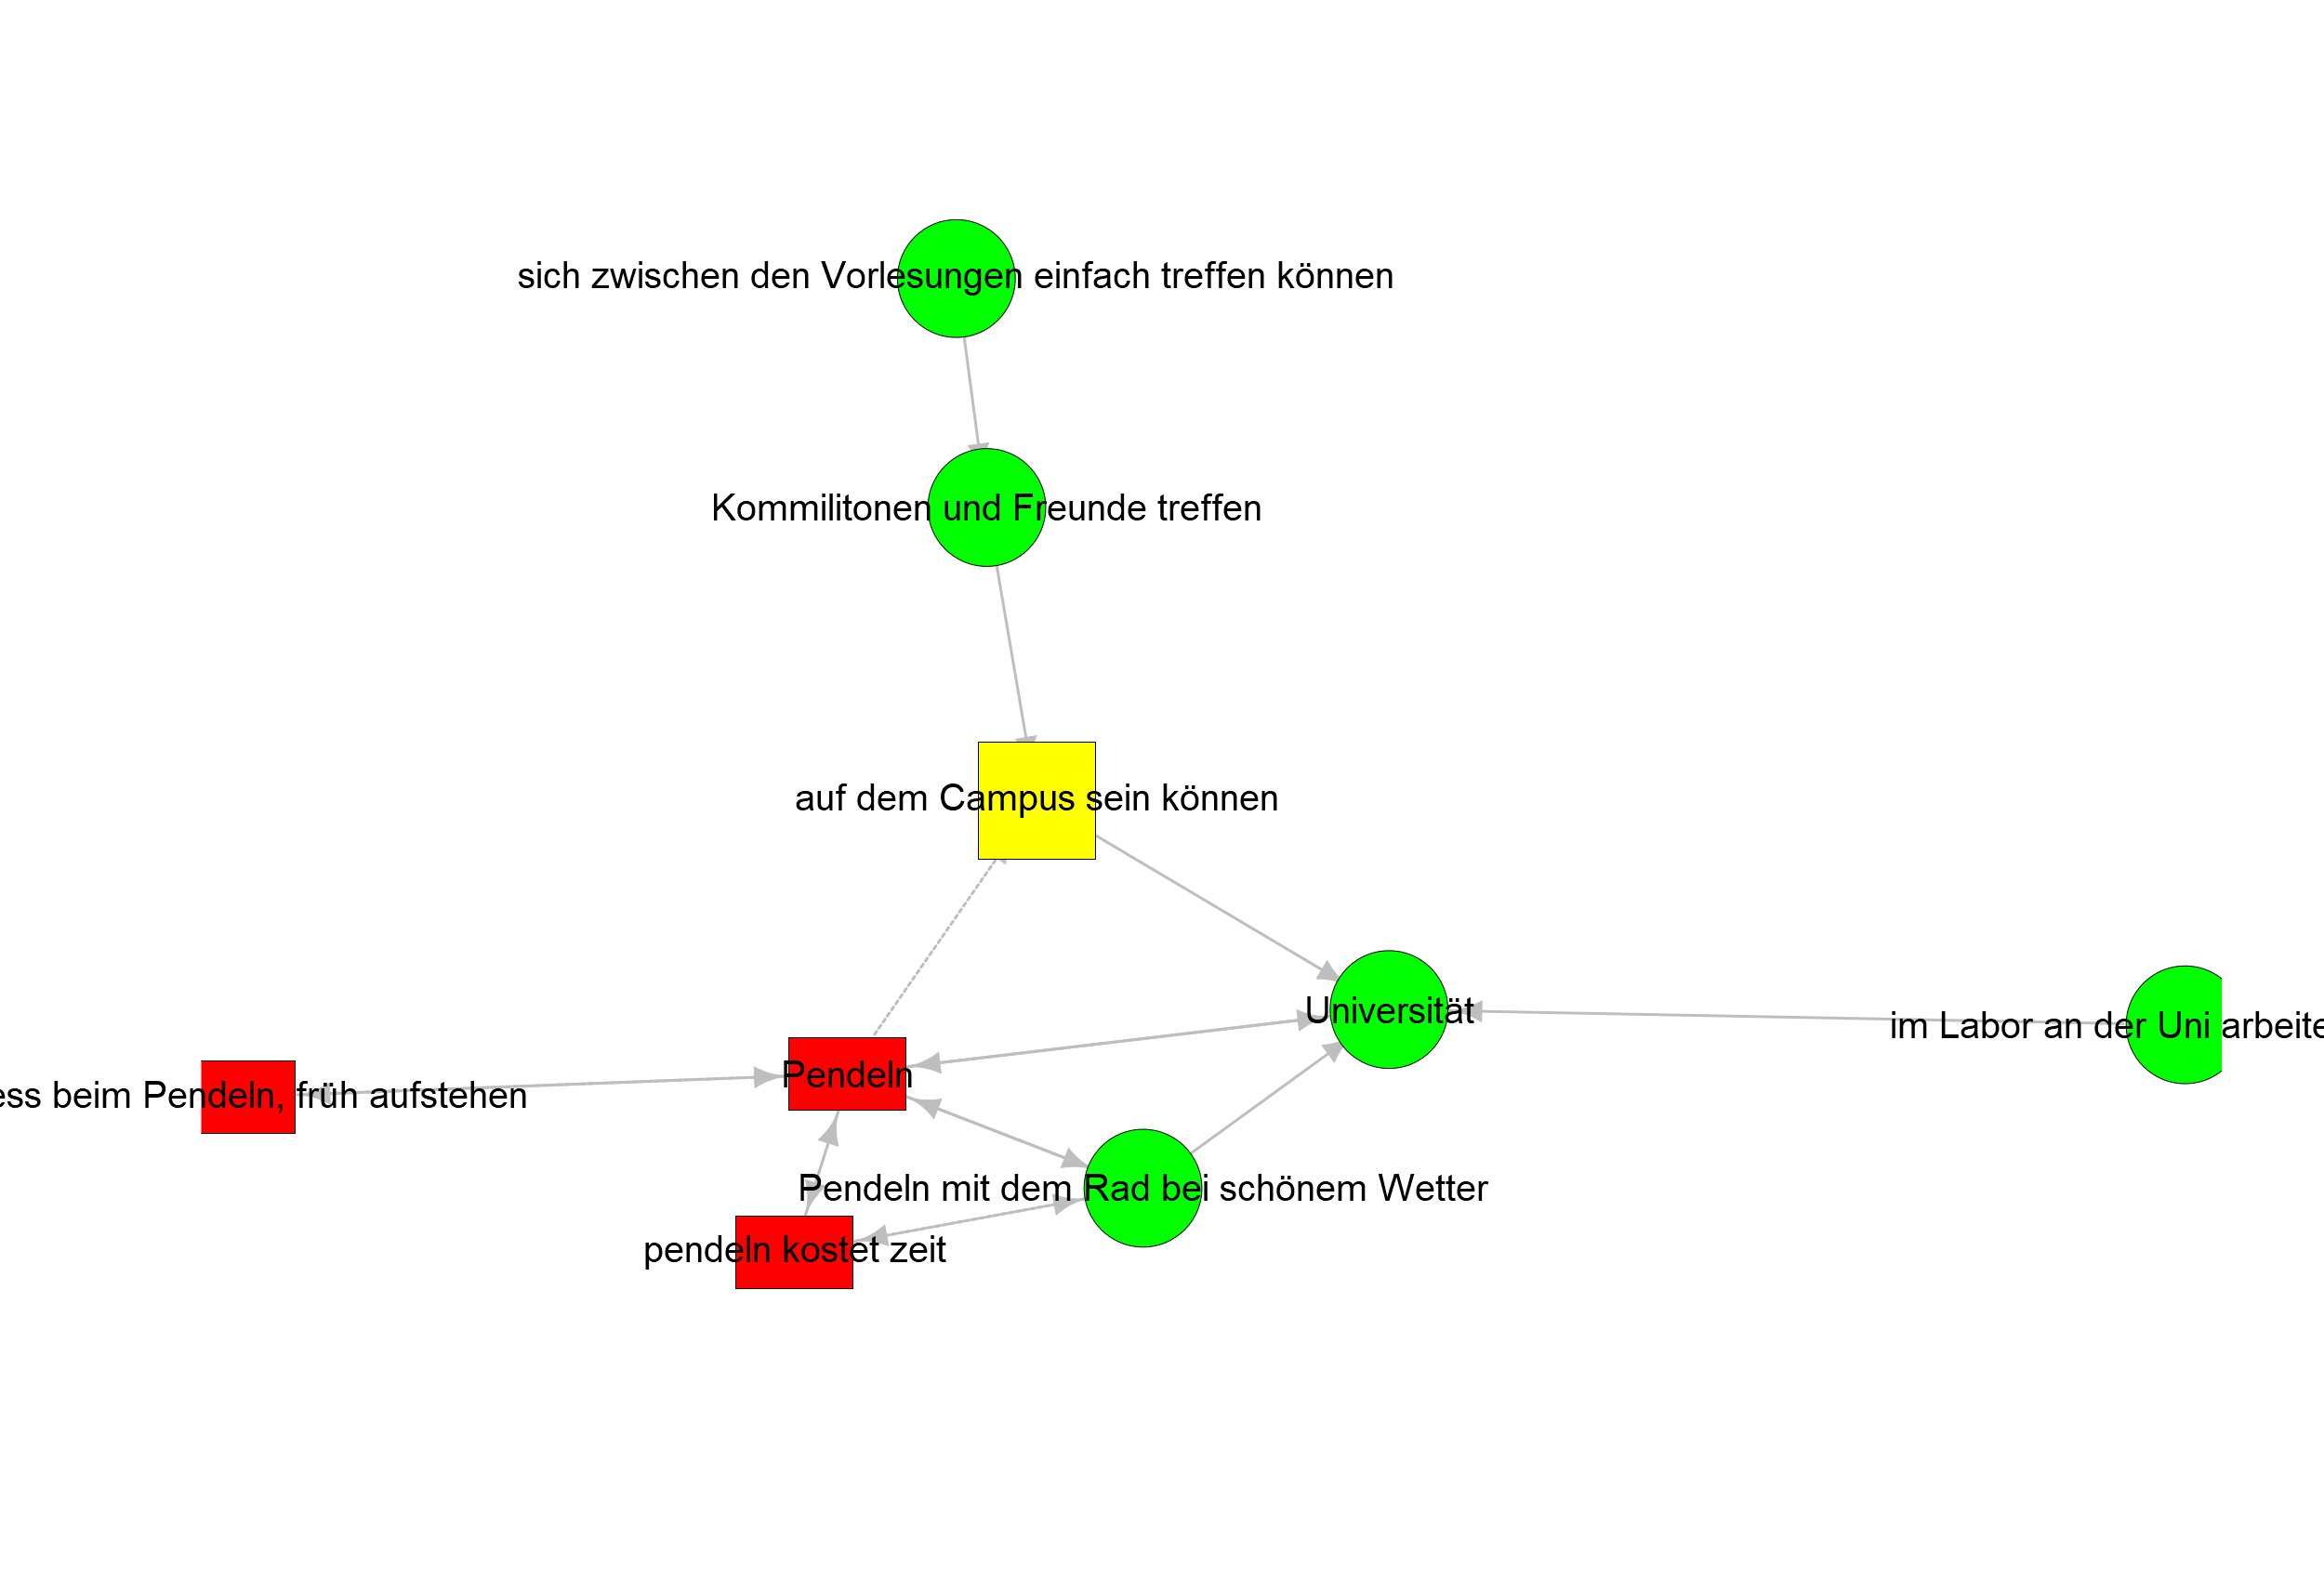 sich zwischen den Vorlesungen einfach treffen können
Kommilitonen und Freunde treffen
auf dem Campus sein können
Universität
im Labor an der Uni arbeite
Pendeln
ess beim Pendeln, früh aufstehen
Pendeln mit dem Rad bei schönem Wetter
pendeln kostet zeit